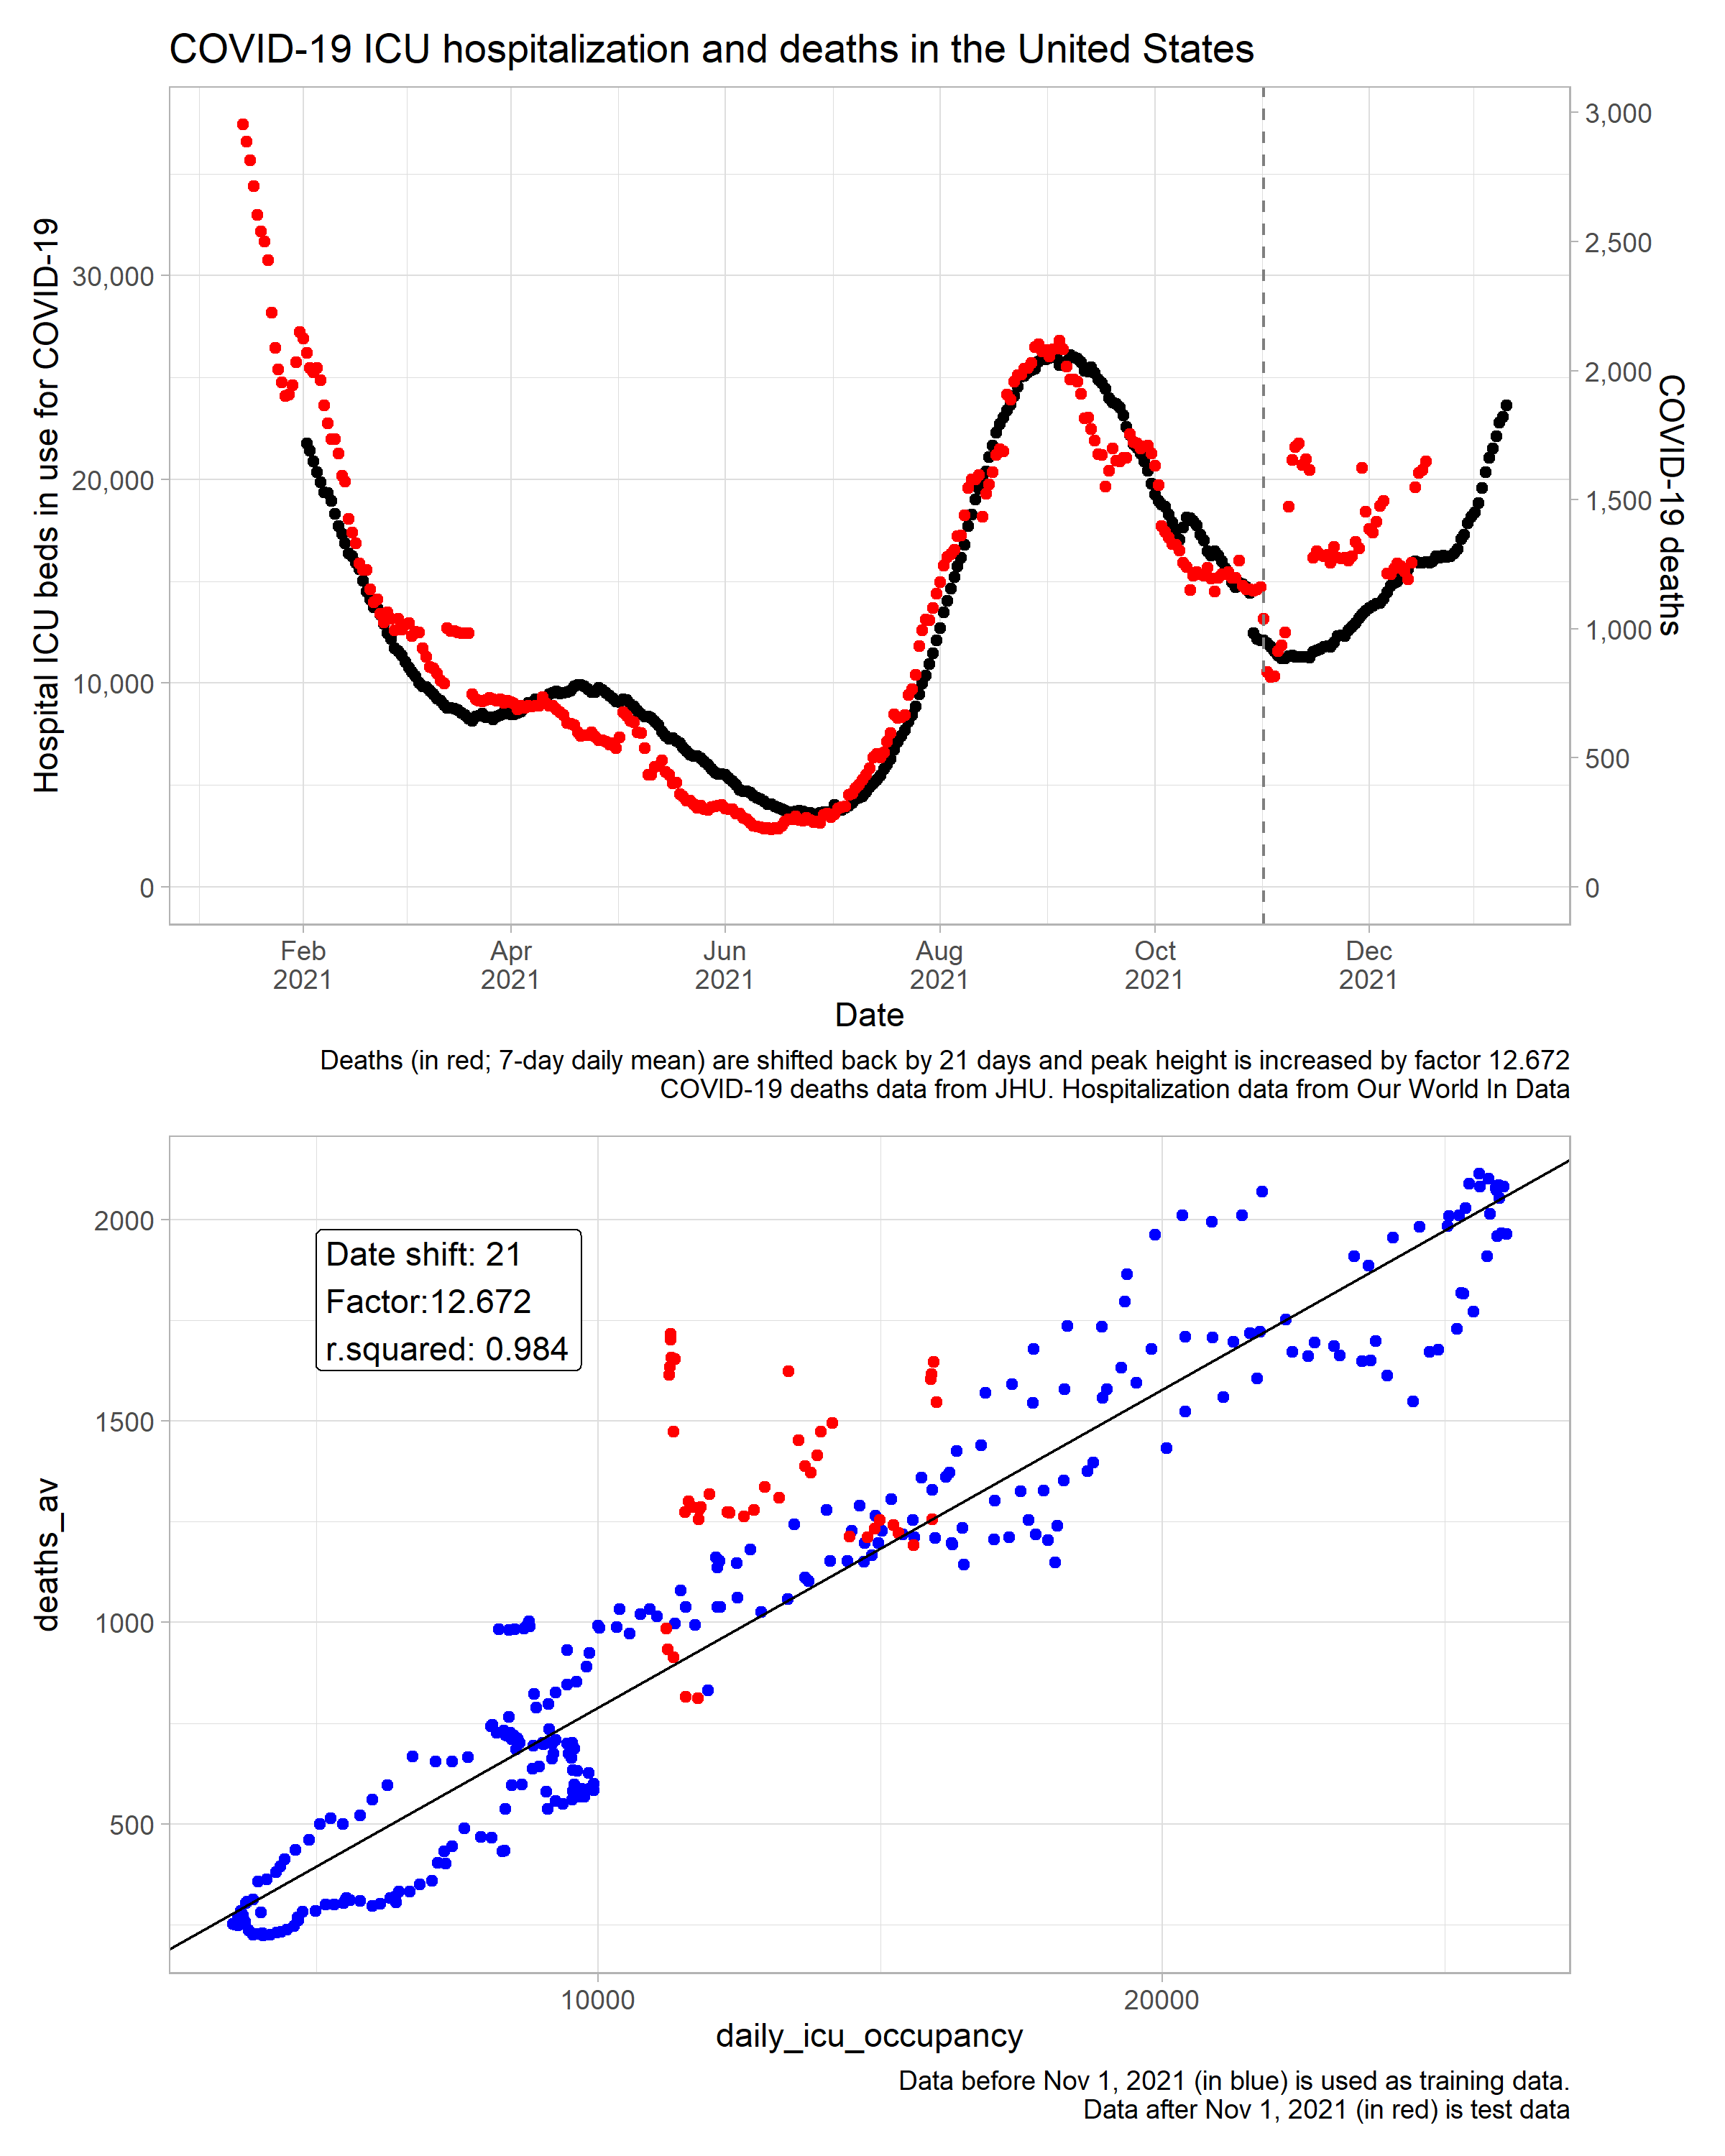 COVID-19 ICU hospitalization and deaths in the United States
Hospital ICU beds in use for COVID-19
30,000
20,000
10,000
0
3,000
2,500
2,000
1,500
1,000
500
0
COVID-19 deaths
Feb
2021
Apr
2021
Jun
2021
Aug
2021
Oct
2021
Dec
2021
Date
Deaths (in red; 7-day daily mean) are shifted back by 21 days and peak height is increased by factor 12.672
COVID-19 deaths data from JHU. Hospitalization data from Our World In Data
deaths_av
2000
1500
1000
500
Date shift: 21
Factor:12.672
r.squared: 0.984
10000
20000
daily_icu_occupancy
Data before Nov 1, 2021 (in blue) is used as training data.
Data after Nov 1, 2021 (in red) is test data